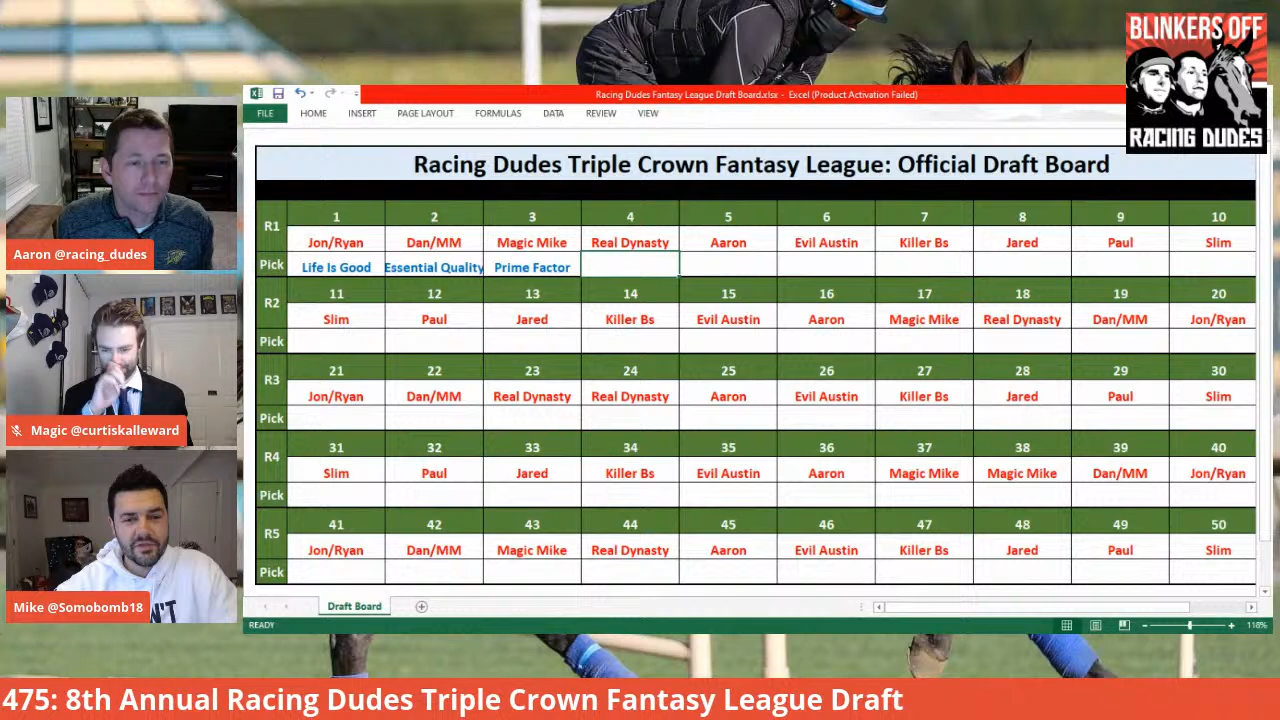 BLINKERS OFF
RACING DUDES
Racing Dudes Fantasy League Draft Board.xlsx - Excel (Product Activation Failed)
FILE HOME INSERT PAGE LAYOUT FORMULAS DATA REVIEW VIEW
Racing Dudes Triple Crown Fantasy League: Official Draft Board
R1 1 2 3 4 5 6 7 8 9 10
Jon/Ryan Dan/MM Magic Mike Real Dynasty Aaron Evil Austin Killer Bs Jared Paul Slim
Pick Life Is Good Essential Quality Prime Factor
R2 11 12 13 14 15 16 17 18 19 20
Slim Paul Jared Killer Bs Evil Austin Aaron Magic Mike Real Dynasty Dan/MM Jon/Ryan
Pick
R3 21 22 23 24 25 26 27 28 29 30
Jon/Ryan Dan/MM Real Dynasty Real Dynasty Aaron Evil Austin Killer Bs Jared Paul Slim
Pick
R4 31 32 33 34 35 36 37 38 39 40
Slim Paul Jared Killer Bs Evil Austin Aaron Magic Mike Magic Mike Dan/MM Jon/Ryan
Pick
R5 41 42 43 44 45 46 47 48 49 50
Jon/Ryan Dan/MM Magic Mike Real Dynasty Aaron Evil Austin Killer Bs Jared Paul Slim
Pick
Draft Board
READY 118%
Aaron @racing_dudes
Magic @curtiskalleward
Mike @Somobomb18
475: 8th Annual Racing Dudes Triple Crown Fantasy League Draft